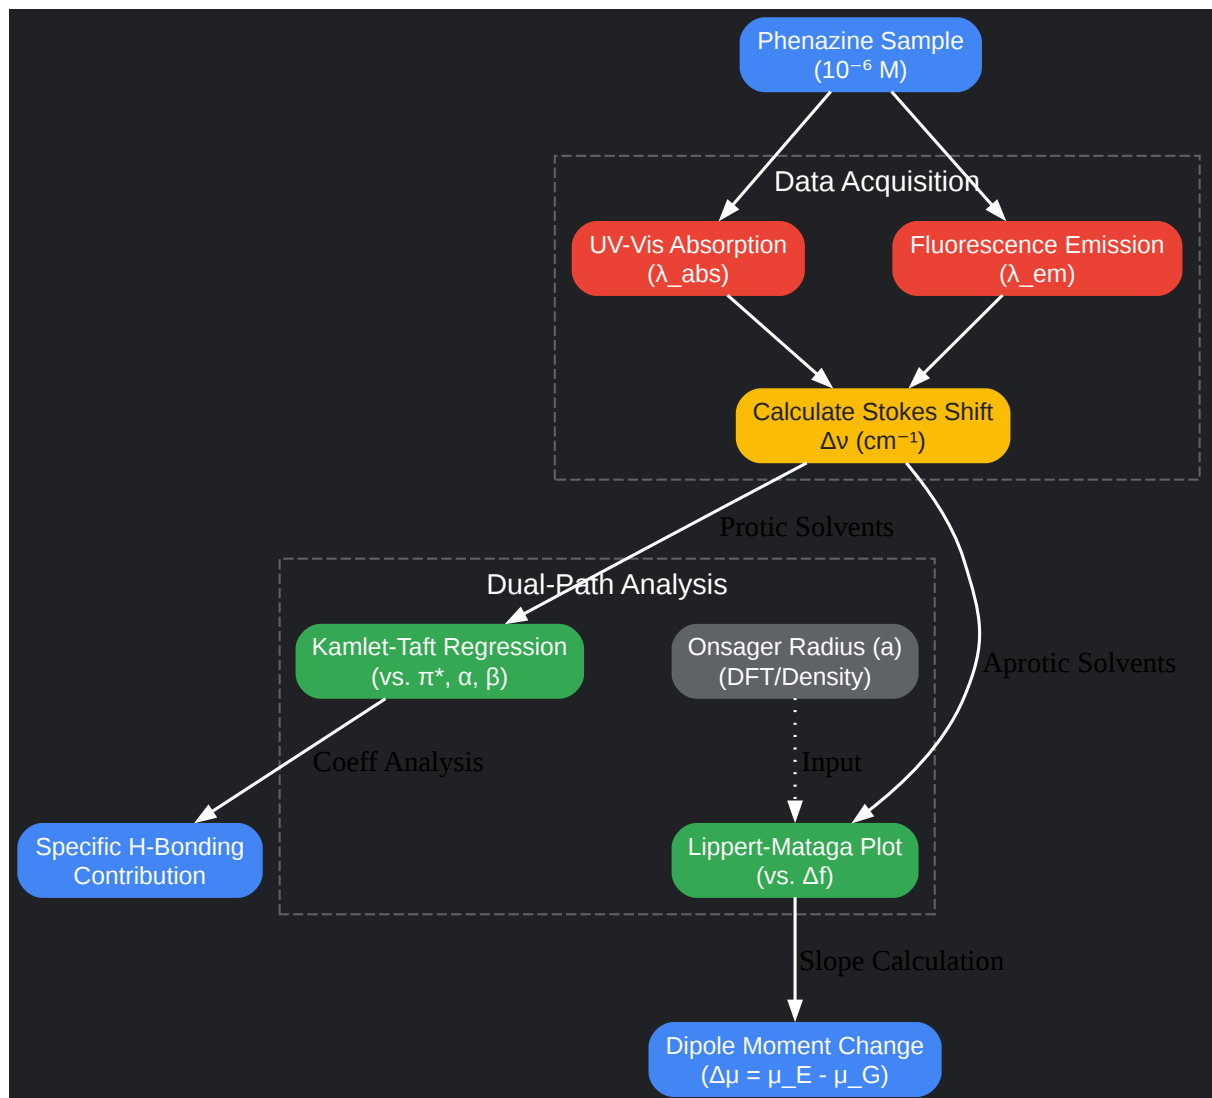 Phenazine Sample
(10⁻⁶ M)
Data Acquisition
UV-Vis Absorption
(λ_abs)
Fluorescence Emission
(λ_em)
Calculate Stokes Shift
Δν (cm⁻¹)
Protic Solvents
Dual-Path Analysis
Kamlet-Taft Regression
(vs. π*, α, β)
Onsager Radius (a)
(DFT/Density)
Aprotic Solvents
Coeff Analysis
Input
Specific H-Bonding
Contribution
Lippert-Mataga Plot
(vs. Δf)
Slope Calculation
Dipole Moment Change
(Δμ = μ_E - μ_G)